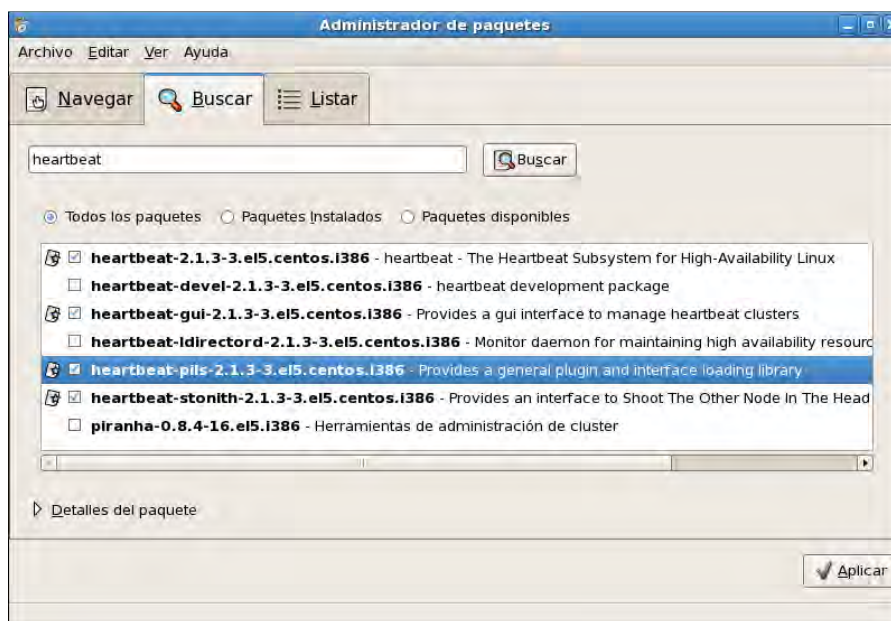 Administrador de paquetes
Archivo Editar Ver Ayuda
Navegar Buscar Listar
heartbeat Buscar
Todos los paquetes Paquetes Instalados Paquetes disponibles
heartbeat-2.1.3-3.el5.centos.i386 - heartbeat - The Heartbeat Subsystem for High-Availability Linux
heartbeat-devel-2.1.3-3.el5.centos.i386 - heartbeat development package
heartbeat-gui-2.1.3-3.el5.centos.i386 - Provides a gui interface to manage heartbeat clusters
heartbeat-ldirectord-2.1.3-3.el5.centos.i386 - Monitor daemon for maintaining high availability resourc
heartbeat-pils-2.1.3-3.el5.centos.i386 - Provides a general plugin and interface loading library
heartbeat-stonith-2.1.3-3.el5.centos.i386 - Provides an interface to Shoot The Other Node In The Head
piranha-0.8.4-16.el5.i386 - Herramientas de administración de cluster
Detalles del paquete
Aplicar